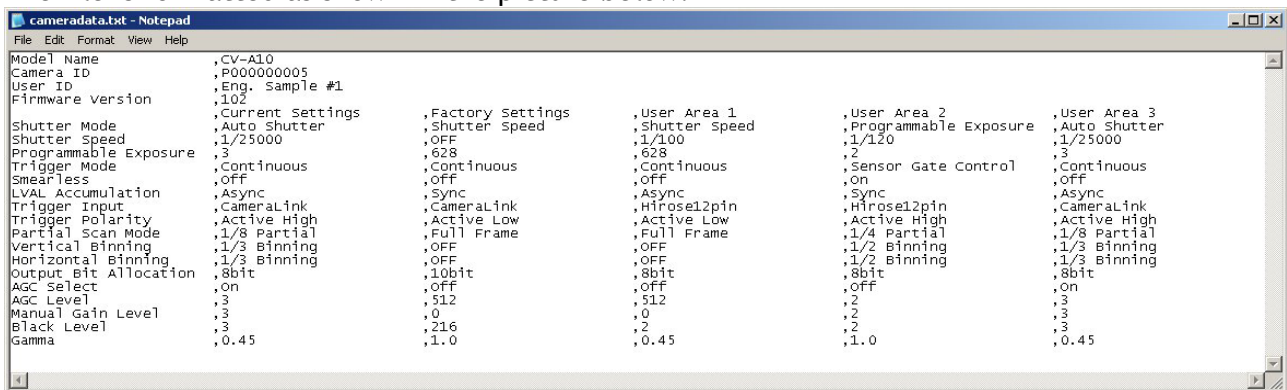 cameradata.txt - Notepad
File Edit Format View Help
Model Name ,CV-A10
Camera ID ,P000000005
User ID ,Eng. Sample #1
Firmware Version ,102
,Current Settings ,Factory Settings ,User Area 1 ,User Area 2 ,User Area 3
Shutter Mode ,Auto Shutter ,Shutter Speed ,Shutter Speed ,Programmable Exposure ,Auto Shutter
Shutter Speed ,1/25000 ,OFF ,1/100 ,1/120 ,1/25000
Programmable Exposure ,3 ,628 ,628 ,2 ,3
Trigger Mode ,Continuous ,Continuous ,Continuous ,Sensor Gate Control ,Continuous
Smearless ,Off ,Off ,Off ,On ,Off
LVAL Accumulation ,Async ,Sync ,Async ,Sync ,Async
Trigger Input ,CameraLink ,CameraLink ,Hirose12pin ,Hirose12pin ,CameraLink
Trigger Polarity ,Active High ,Active Low ,Active Low ,Active High ,Active High
Partial Scan Mode ,1/8 Partial ,Full Frame ,Full Frame ,1/4 Partial ,1/8 Partial
Vertical Binning ,1/3 Binning ,OFF ,OFF ,1/2 Binning ,1/3 Binning
Horizontal Binning ,1/3 Binning ,OFF ,OFF ,1/2 Binning ,1/3 Binning
Output Bit Allocation ,8bit ,10bit ,8bit ,8bit ,8bit
AGC Select ,On ,Off ,Off ,Off ,On
AGC Level ,3 ,512 ,512 ,2 ,3
Manual Gain Level ,3 ,0 ,0 ,2 ,3
Black Level ,3 ,216 ,2 ,2 ,3
Gamma ,0.45 ,1.0 ,0.45 ,1.0 ,0.45